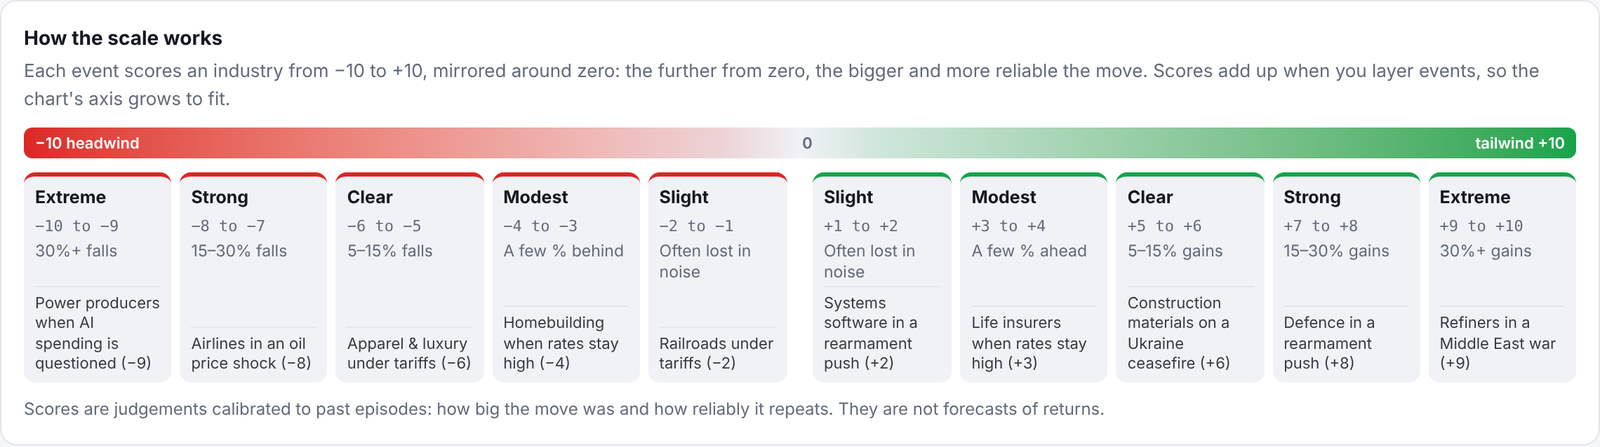 How the scale works
Each event scores an industry from −10 to +10, mirrored around zero: the further from zero, the bigger and more reliable the move. Scores add up when you layer events, so the
chart's axis grows to fit.
−10 headwind
0
tailwind +10
Extreme
−10 to −9
30%+ falls
Power producers
when AI
spending is
questioned (−9)
Strong
−8 to −7
15–30% falls
Airlines in an oil
price shock (−8)
Clear
−6 to −5
5–15% falls
Apparel & luxury
under tariffs (−6)
Modest
−4 to −3
A few % behind
Homebuilding
when rates stay
high (−4)
Slight
−2 to −1
Often lost in
noise
Railroads under
tariffs (−2)
Slight
+1 to +2
Often lost in
noise
Systems
software in a
rearmament
push (+2)
Modest
+3 to +4
A few % ahead
Life insurers
when rates stay
high (+3)
Clear
+5 to +6
5–15% gains
Construction
materials on a
Ukraine
ceasefire (+6)
Strong
+7 to +8
15–30% gains
Defence in a
rearmament
push (+8)
Extreme
+9 to +10
30%+ gains
Refiners in a
Middle East war
(+9)
Scores are judgements calibrated to past episodes: how big the move was and how reliably it repeats. They are not forecasts of returns.